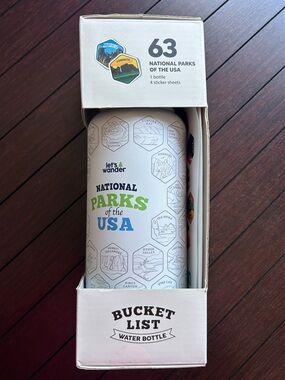 63
NATIONAL PARKS
OF THE USA
1 bottle
4 sticker sheets
let's
wander
NATIONAL
PARKS
of the
USA
BUCKET
LIST
WATER BOTTLE